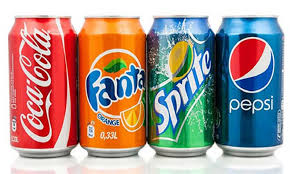 Coca-Cola
Fanta
ORANGE
0,33L
Sprite
pepsi